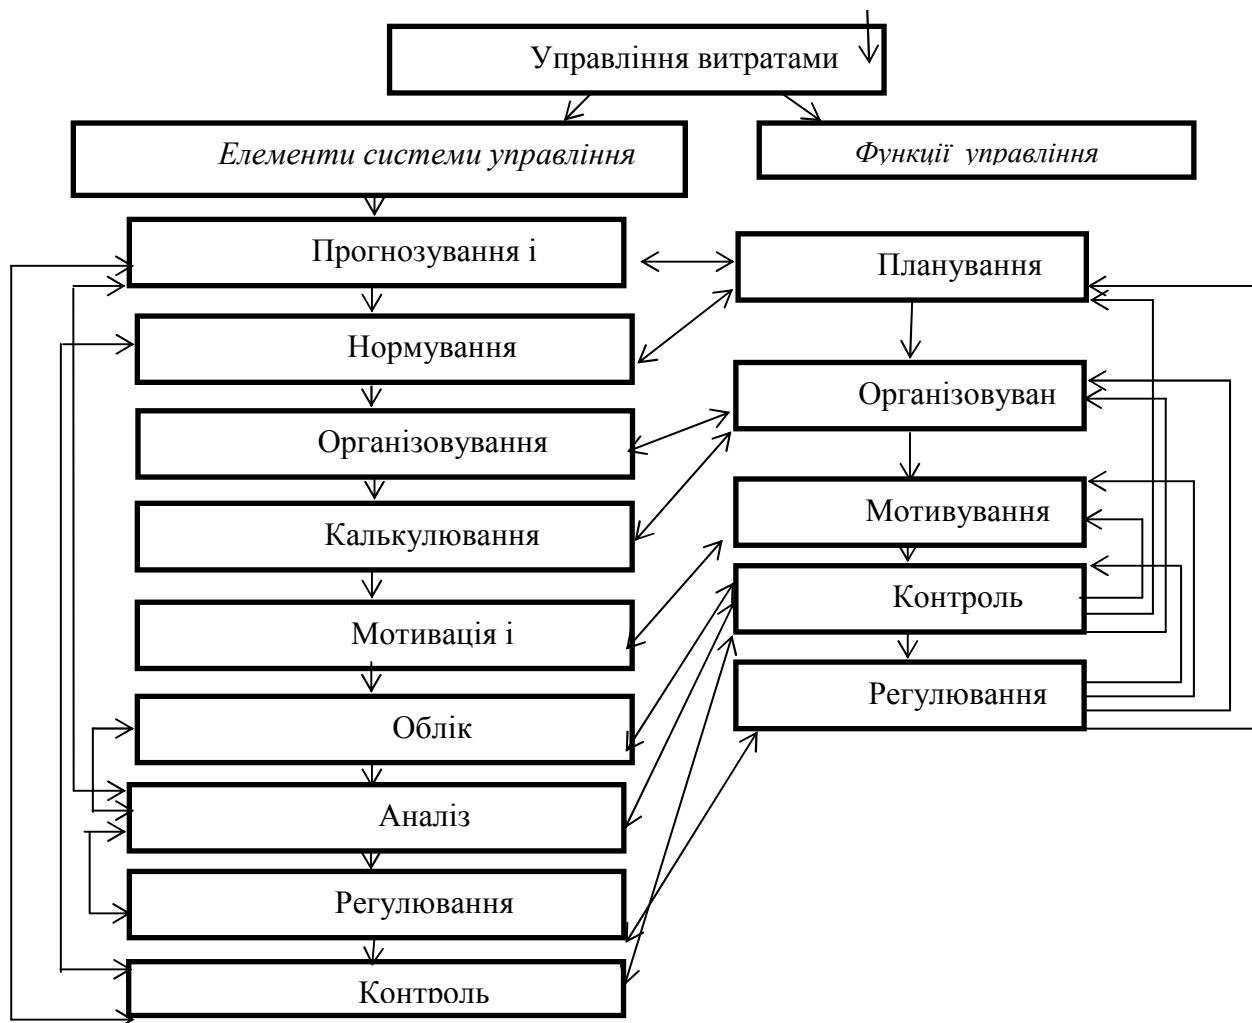 Управління витратами
Елементи системи управління
Функції управління
Прогнозування і
Планування
Нормування
Організовуван
Організовування
Мотивування
Калькулювання
Контроль
Мотивація і
Регулювання
Облік
Аналіз
Регулювання
Контроль